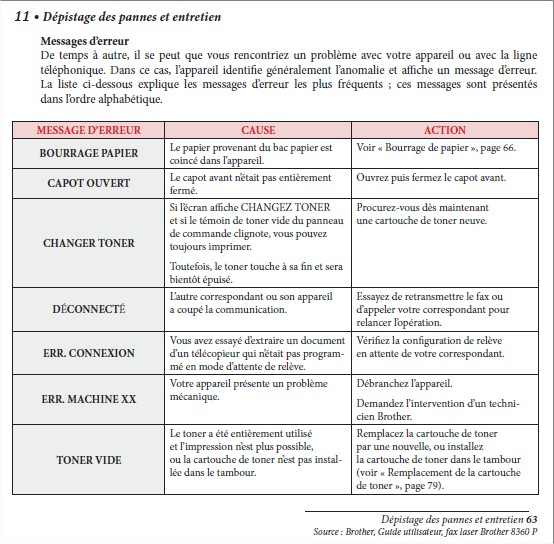 11 • Dépistage des pannes et entretien
Messages d'erreur
De temps à autre, il se peut que vous rencontriez un problème avec votre appareil ou avec la ligne
téléphonique. Dans ce cas, l'appareil identifie généralement l'anomalie et affiche un message d'erreur.
La liste ci-dessous explique les messages d'erreur les plus fréquents ; ces messages sont présentés
dans l'ordre alphabétique.
MESSAGE D'ERREUR CAUSE ACTION
BOURRAGE PAPIER
Le papier provenant du bac papier est
coincé dans l'appareil.
Voir « Bourrage de papier », page 66.
CAPOT OUVERT
Le capot avant n'était pas entièrement
fermé.
Ouvrez puis fermez le capot avant.
CHANGER TONER
Si l'écran affiche CHANGEZ TONER
et si le témoin de toner vide du panneau
de commande clignote, vous pouvez
toujours imprimer.
Toutefois, le toner touche à sa fin et sera
bientôt épuisé.
Procurez-vous dès maintenant
une cartouche de toner neuve.
DÉCONNECTÉ
L'autre correspondant ou son appareil
a coupé la communication.
Essayez de retransmettre le fax ou
d'appeler votre correspondant pour
relancer l'opération.
ERR. CONNEXION
Vous avez essayé d'extraire un document
d'un télécopieur qui n'était pas program-
mé en mode d'attente de relève.
Vérifiez la configuration de relève
en attente de votre correspondant.
ERR. MACHINE XX
Votre appareil présente un problème
mécanique.
Débranchez l'appareil.
Demandez l'intervention d'un techni-
cien Brother.
TONER VIDE
Le toner a été entièrement utilisé
et l'impression n'est plus possible,
ou la cartouche de toner n'est pas instal-
lée dans le tambour.
Remplacez la cartouche de toner
par une nouvelle, ou installez
la cartouche de toner dans le tambour
(voir « Remplacement de la cartouche
de toner », page 79).
Dépistage des pannes et entretien 63
Source : Brother, Guide utilisateur, fax laser Brother 8360 P